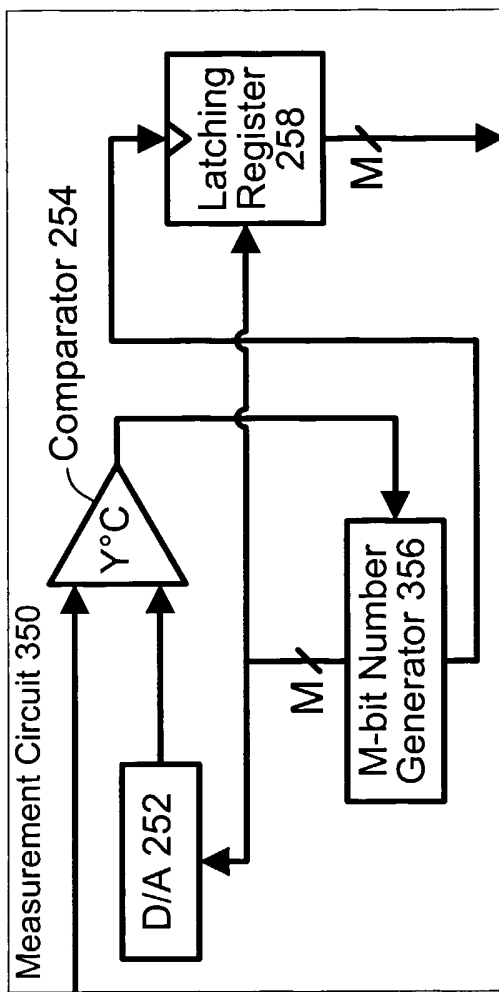 Measurement Circuit 350
Comparator 254
Y°C
D/A 252
Latching
Register
258
M
M
M-bit Number
Generator 356